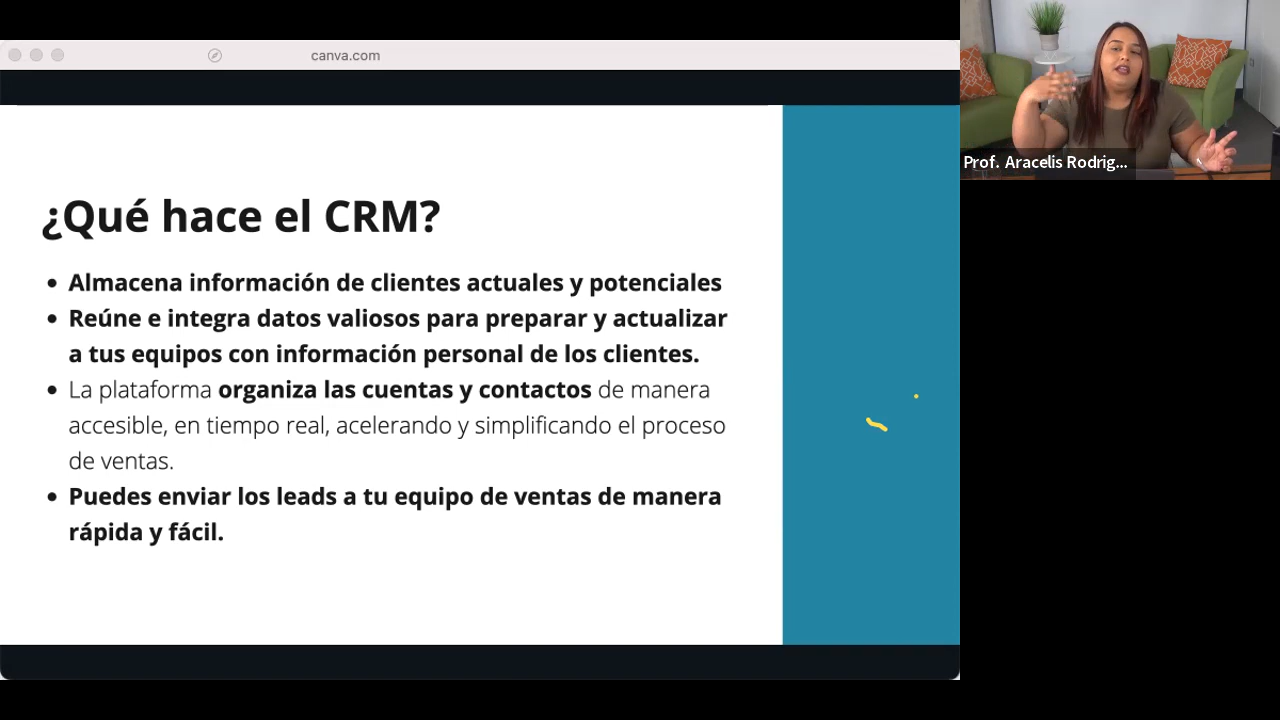 canva.com
Prof. Aracelis Rodrig...
¿Qué hace el CRM?
• Almacena información de clientes actuales y potenciales
• Reúne e integra datos valiosos para preparar y actualizar
a tus equipos con información personal de los clientes.
• La plataforma organiza las cuentas y contactos de manera
accesible, en tiempo real, acelerando y simplificando el proceso
de ventas.
• Puedes enviar los leads a tu equipo de ventas de manera
rápida y fácil.